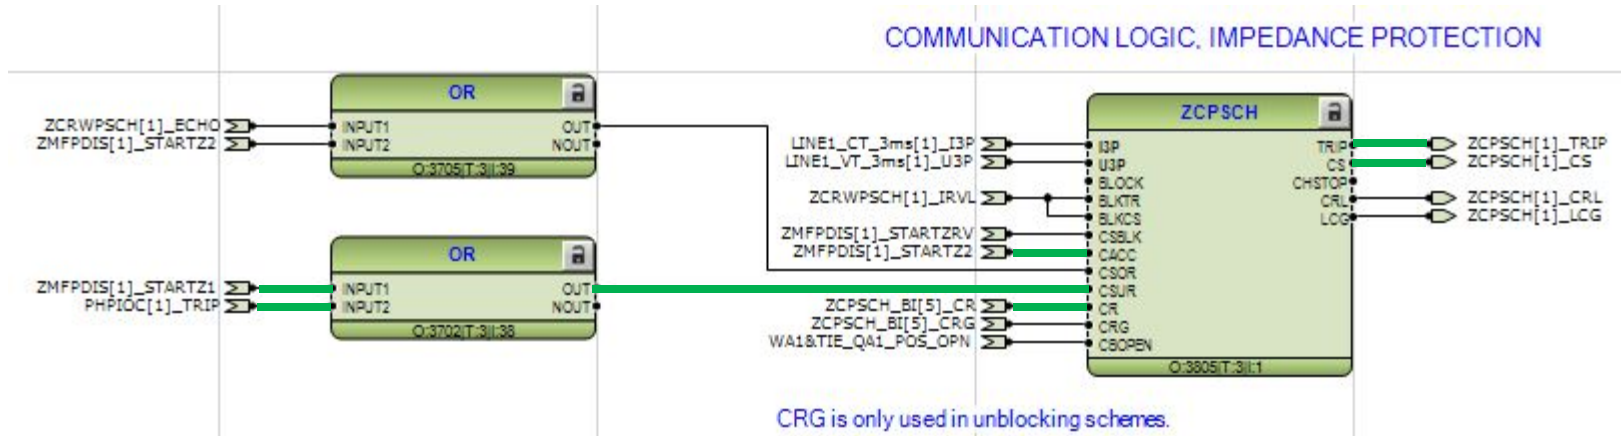 COMMUNICATION LOGIC, IMPEDANCE PROTECTION
OR
ZCRWPSCH[1]_ECHO INPUT1 OUT
ZMFPDIS[1]_STARTZ2 INPUT2 NOUT
O:3705|T:3|I:39
OR
ZMFPDIS[1]_STARTZ1 INPUT1 OUT
PHPIOC[1]_TRIP INPUT2 NOUT
O:3702|T:3|I:38
ZCPSCH
LINE1_CT_3ms[1]_I3P I3P TRIP ZCPSCH[1]_TRIP
LINE1_VT_3ms[1]_U3P U3P CS ZCPSCH[1]_CS
BLOCK CHSTOP
ZCRWPSCH[1]_IRVL BLKTR CRL ZCPSCH[1]_CRL
BLKCS LCG ZCPSCH[1]_LCG
ZMFPDIS[1]_STARTZRV CSBLK
ZMFPDIS[1]_STARTZ2 CACC
CSOR
CSUR
ZCPSCH_BI[5]_CR CR
ZCPSCH_BI[5]_CRG CRG
WA1&TIE_QA1_POS_OPN CBOPEN
O:3805|T:3|I:1
CRG is only used in unblocking schemes.